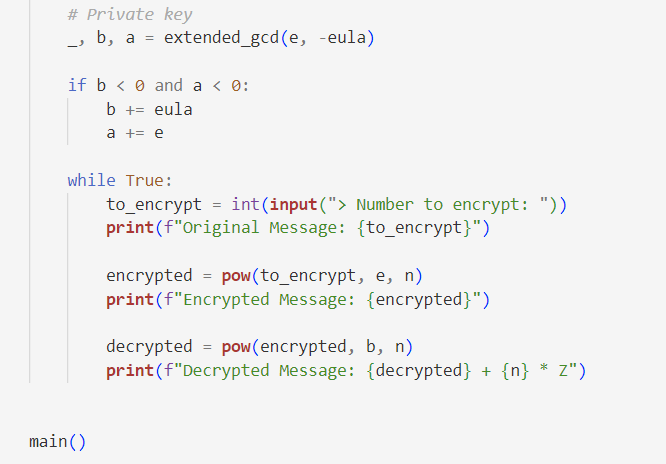 # Private key
_, b, a = extended_gcd(e, -eula)
if b < 0 and a < 0:
b += eula
a += e
while True:
to_encrypt = int(input("> Number to encrypt: "))
print(f"Original Message: {to_encrypt}")
encrypted = pow(to_encrypt, e, n)
print(f"Encrypted Message: {encrypted}")
decrypted = pow(encrypted, b, n)
print(f"Decrypted Message: {decrypted} + {n} * Z")
main()